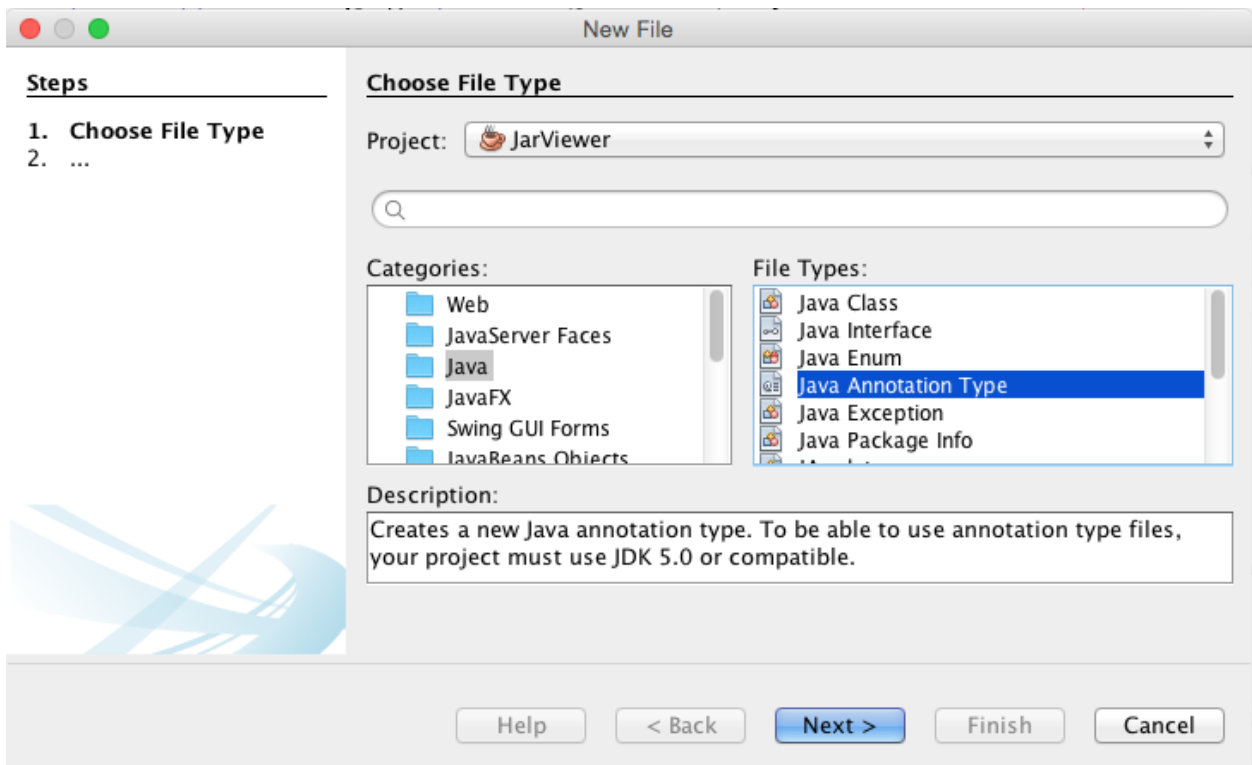 New File
Steps
1. Choose File Type
2. ...
Choose File Type
Project: JarViewer
Categories:
Web
JavaServer Faces
Java
JavaFX
Swing GUI Forms
JavaBeans Objects
File Types:
Java Class
Java Interface
Java Enum
Java Annotation Type
Java Exception
Java Package Info
Description:
Creates a new Java annotation type. To be able to use annotation type files,
your project must use JDK 5.0 or compatible.
Help
< Back
Next >
Finish
Cancel